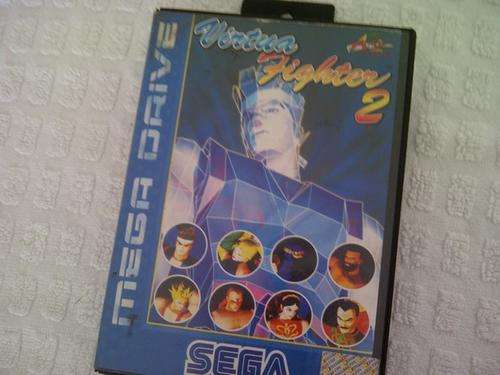 Virtua
Fighter
2
MEGA DRIVE
SEGA